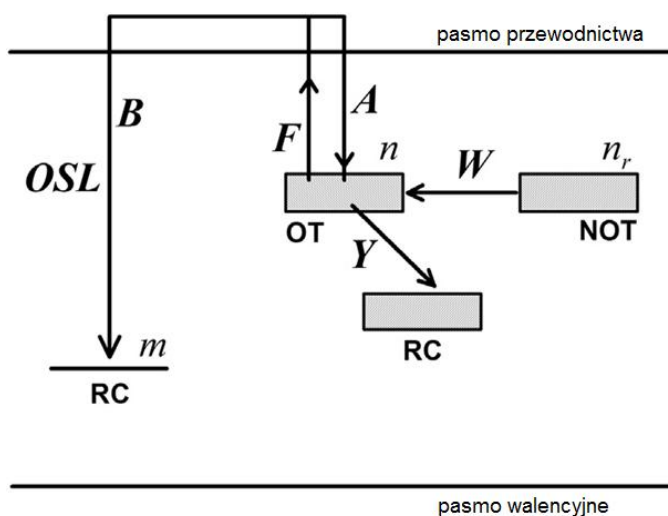 pasmo przewodnictwa
B
A
F
n
W
n_r
OSL
OT
NOT
Y
m
RC
RC
pasmo walencyjne